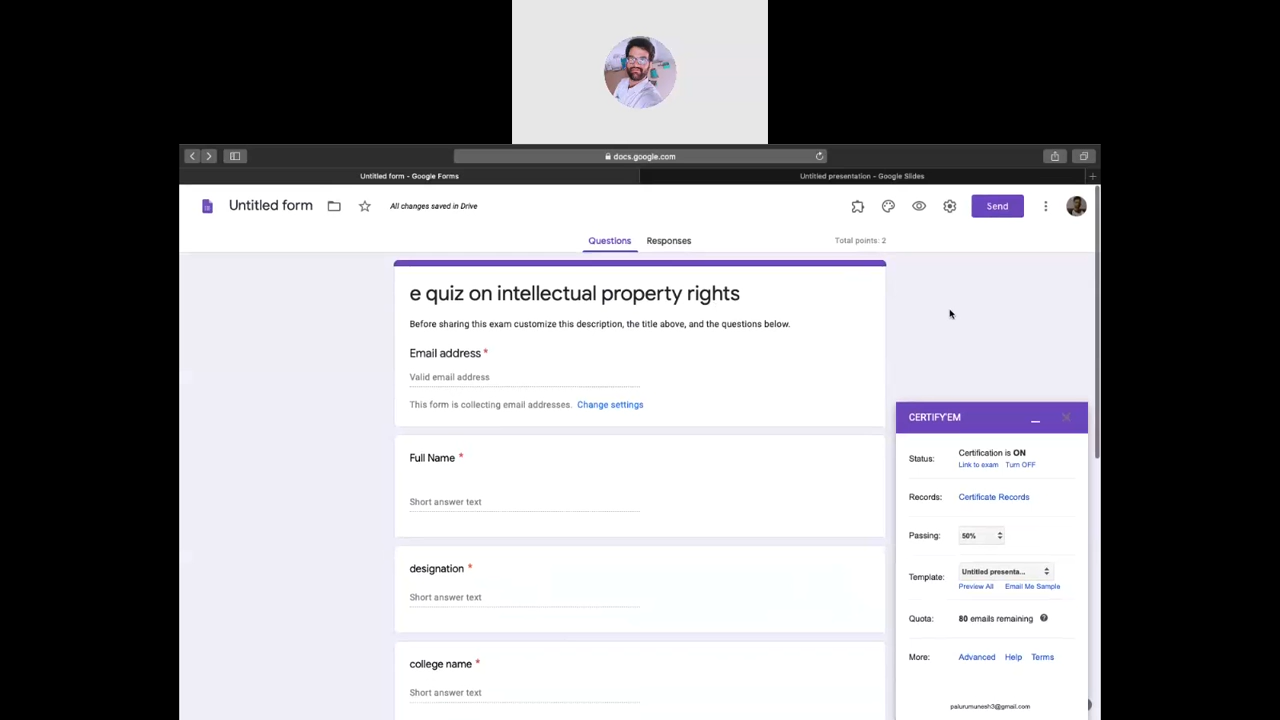 docs.google.com
Untitled form - Google Forms
Untitled presentation - Google Slides
Untitled form
All changes saved in Drive
Send
Questions
Responses
Total points: 2
e quiz on intellectual property rights
Before sharing this exam customize this description, the title above, and the questions below.
Email address *
Valid email address
This form is collecting email addresses. Change settings
Full Name *
Short answer text
designation *
Short answer text
college name *
Short answer text
CERTIFY'EM
Status:
Certification is ON
Link to exam Turn OFF
Records:
Certificate Records
Passing:
50%
Template:
Untitled presenta...
Preview All Email Me Sample
Quota:
80 emails remaining
More:
Advanced Help Terms
palurumunesh3@gmail.com